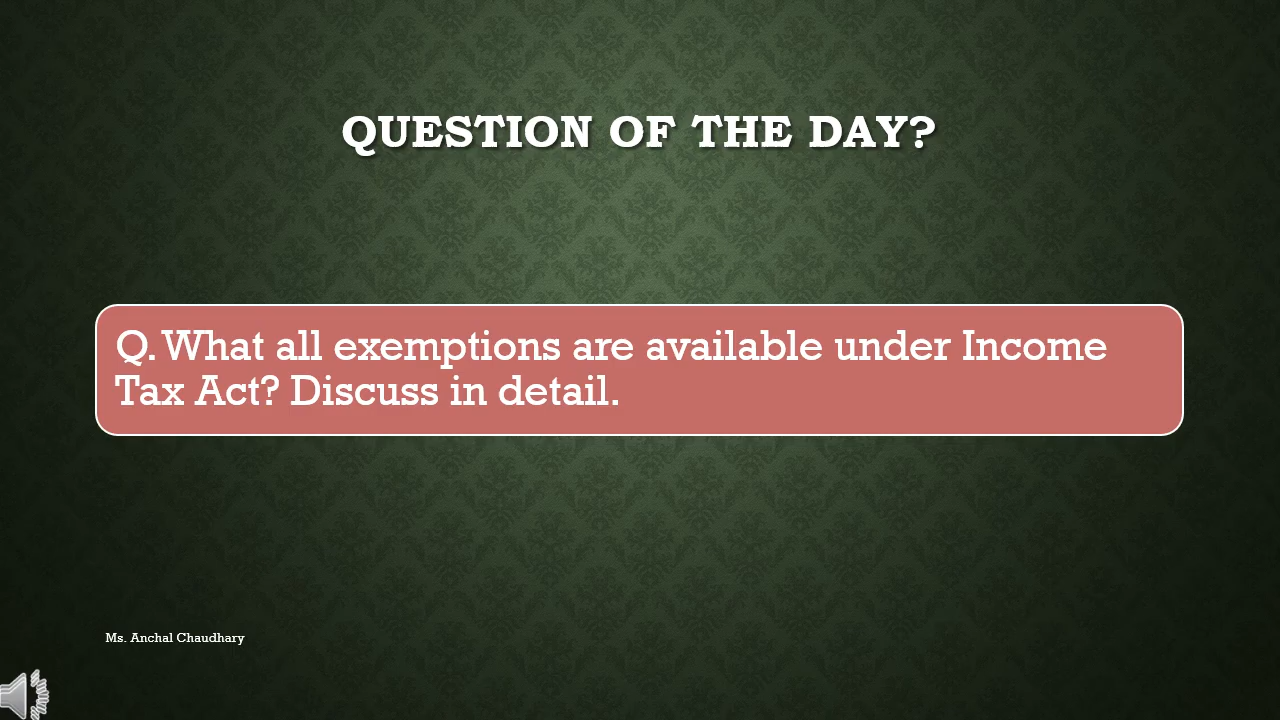 QUESTION OF THE DAY?
Q. What all exemptions are available under Income
Tax Act? Discuss in detail.
Ms. Anchal Chaudhary